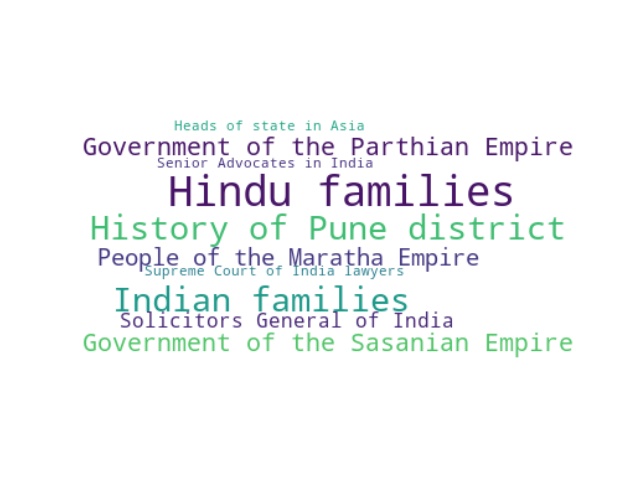 Heads of state in Asia
Government of the Parthian Empire
Senior Advocates in India
Hindu families
History of Pune district
People of the Maratha Empire
Supreme Court of India lawyers
Indian families
Solicitors General of India
Government of the Sasanian Empire